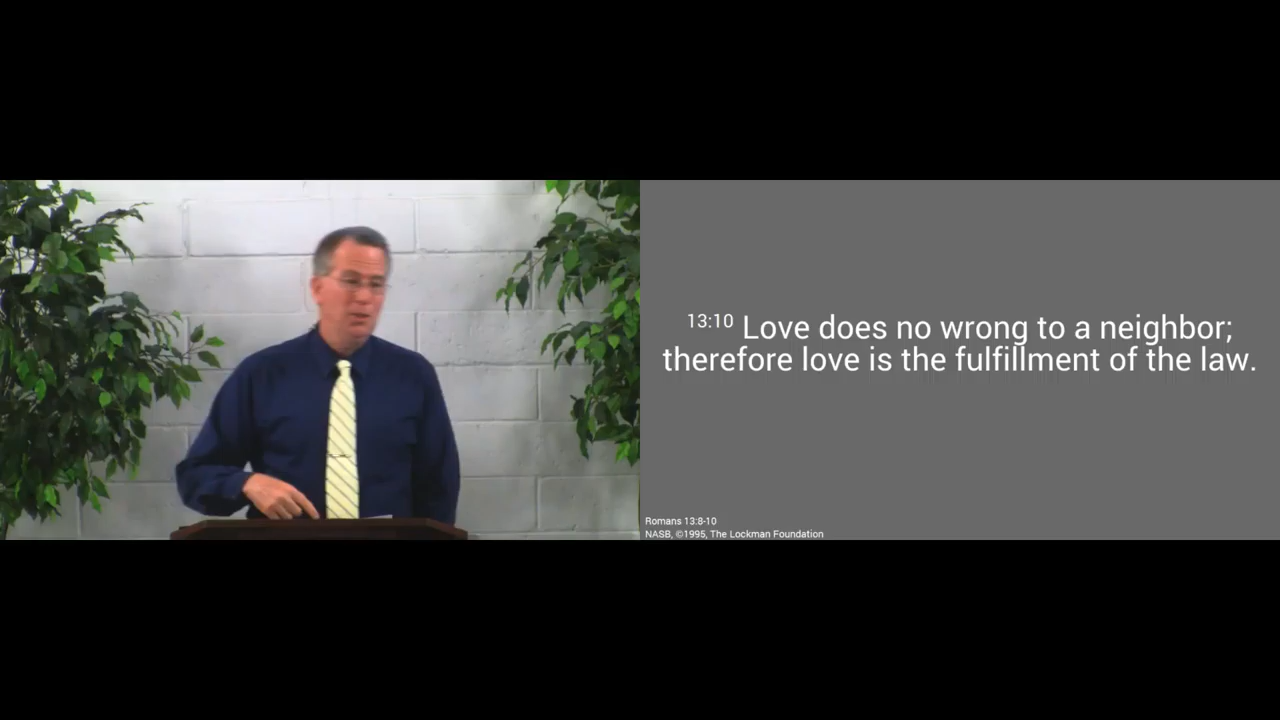 13:10 Love does no wrong to a neighbor;
therefore love is the fulfillment of the law.
Romans 13:8-10
NASB, ©1995, The Lockman Foundation